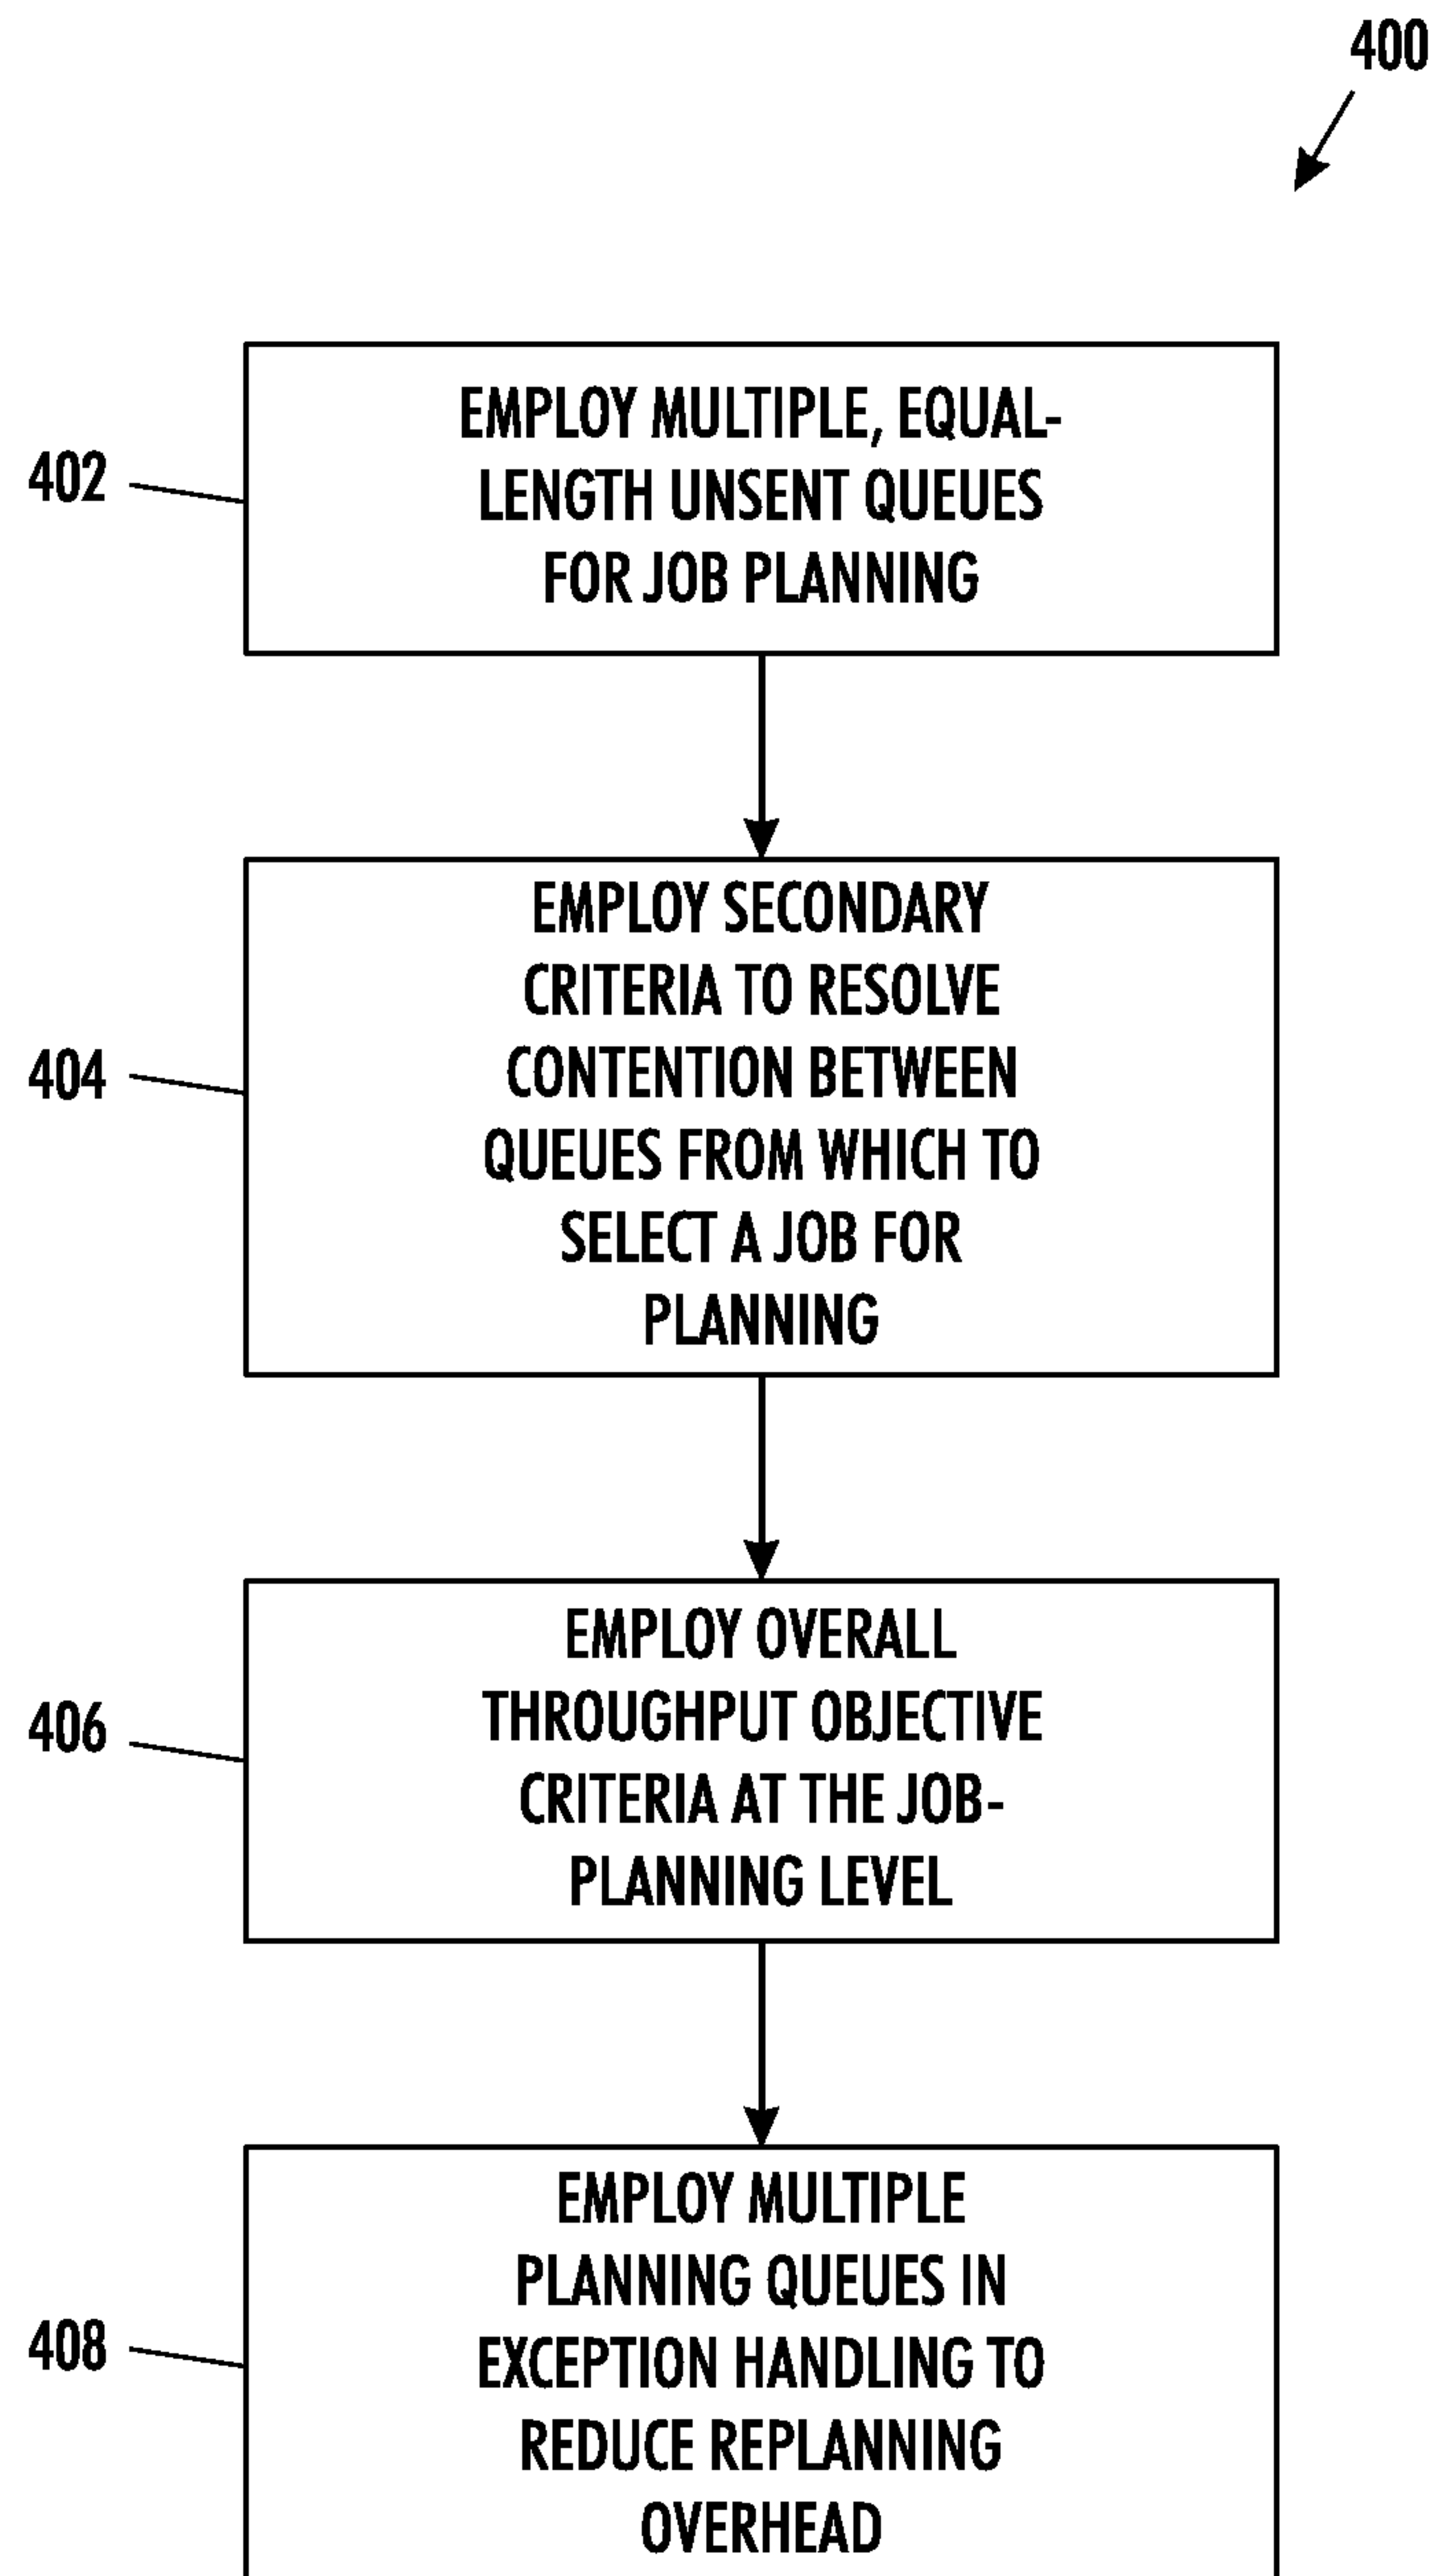 400
402
EMPLOY MULTIPLE, EQUAL-
LENGTH UNSENT QUEUES
FOR JOB PLANNING
404
EMPLOY SECONDARY
CRITERIA TO RESOLVE
CONTENTION BETWEEN
QUEUES FROM WHICH TO
SELECT A JOB FOR
PLANNING
406
EMPLOY OVERALL
THROUGHPUT OBJECTIVE
CRITERIA AT THE JOB-
PLANNING LEVEL
408
EMPLOY MULTIPLE
PLANNING QUEUES IN
EXCEPTION HANDLING TO
REDUCE REPLANNING
OVERHEAD